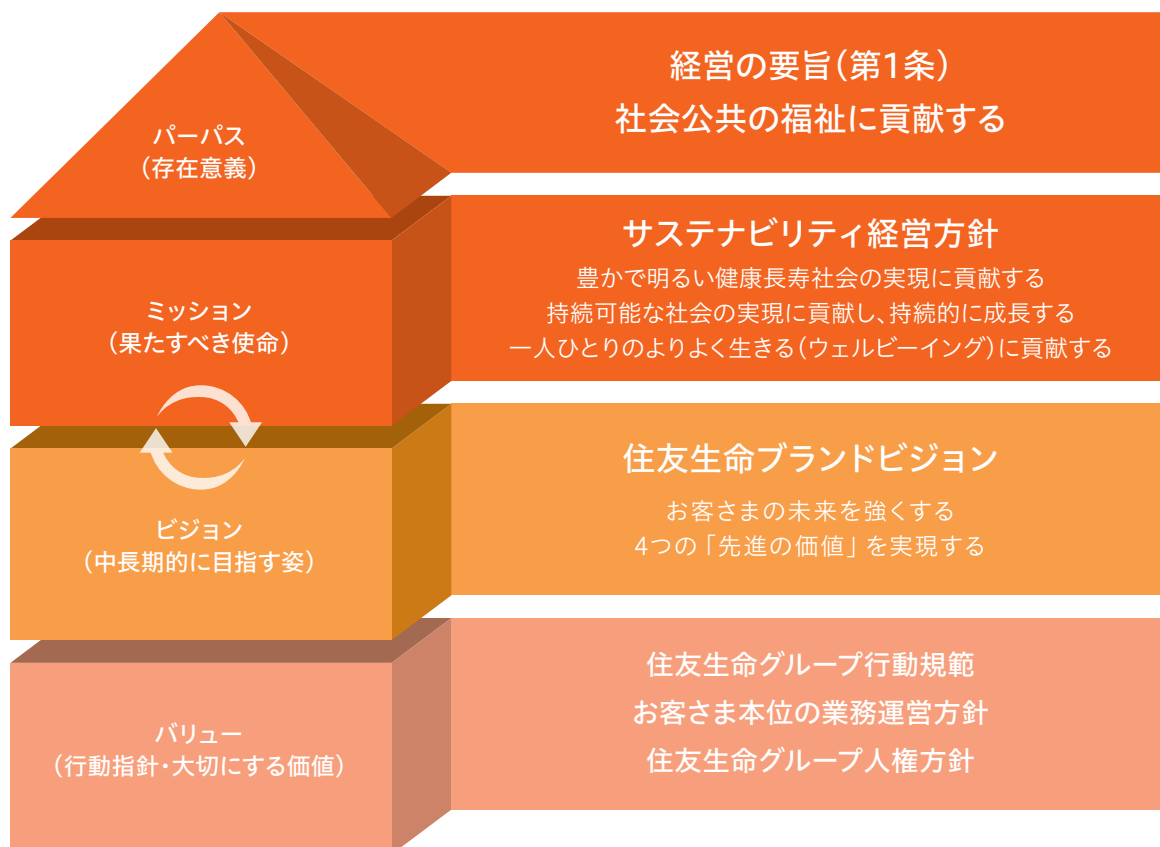 パーパス
(存在意義)
経営の要旨(第1条)
社会公共の福祉に貢献する
ミッション
(果たすべき使命)
サステナビリティ経営方針
豊かで明るい健康長寿社会の実現に貢献する
持続可能な社会の実現に貢献し、持続的に成長する
一人ひとりのよりよく生きる(ウェルビーイング)に貢献する
ビジョン
(中長期的に目指す姿)
住友生命ブランドビジョン
お客さまの未来を強くする
4つの「先進の価値」を実現する
バリュー
(行動指針・大切にする価値)
住友生命グループ行動規範
お客さま本位の業務運営方針
住友生命グループ人権方針